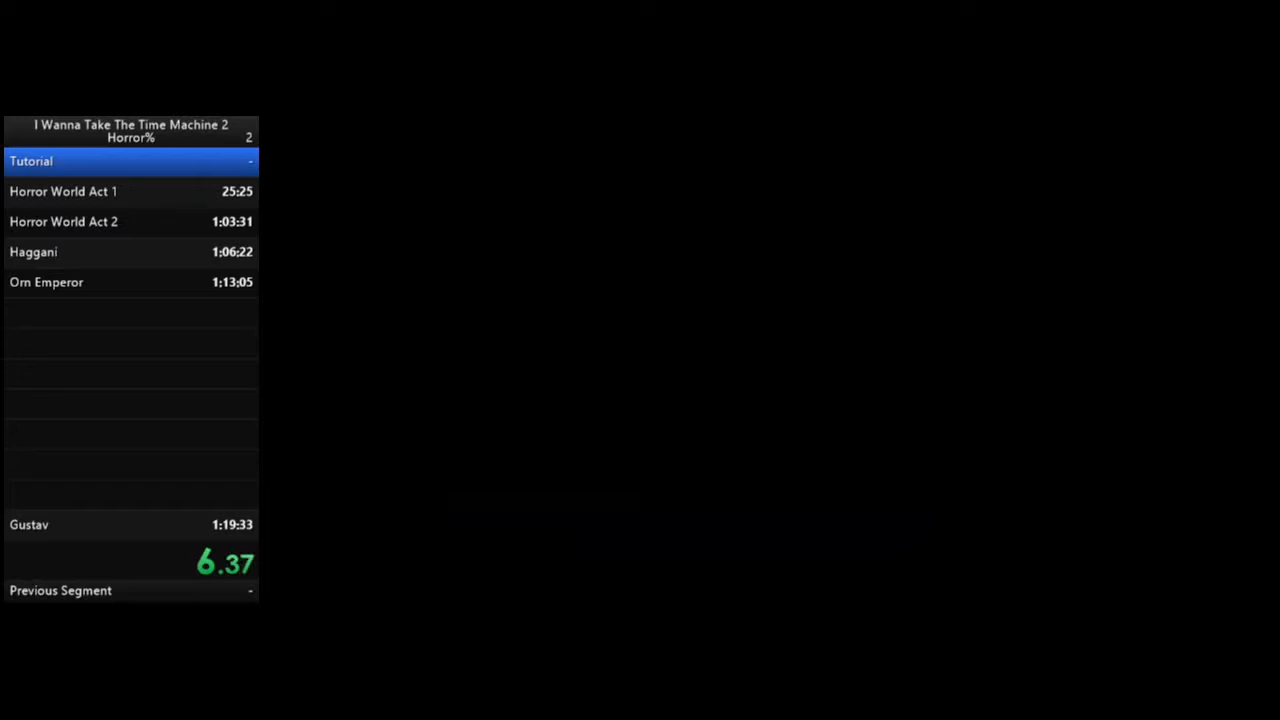 I Wanna Take The Time Machine 2
Horror% 2
Tutorial -
Horror World Act 1 25:25
Horror World Act 2 1:03:31
Haggani 1:06:22
Orn Emperor 1:13:05
Gustav 1:19:33
6.37
Previous Segment -